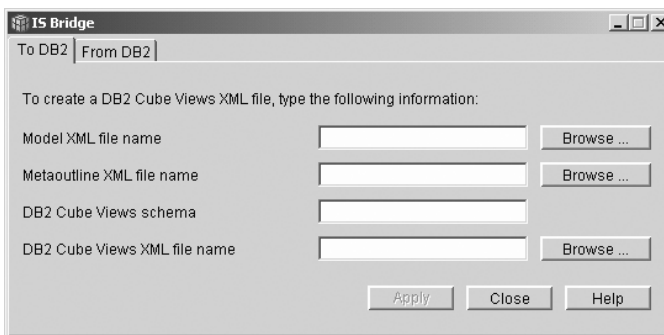 IS Bridge
To DB2 From DB2
To create a DB2 Cube Views XML file, type the following information:
Model XML file name Browse ...
Metaoutline XML file name Browse ...
DB2 Cube Views schema
DB2 Cube Views XML file name Browse ...
Apply Close Help